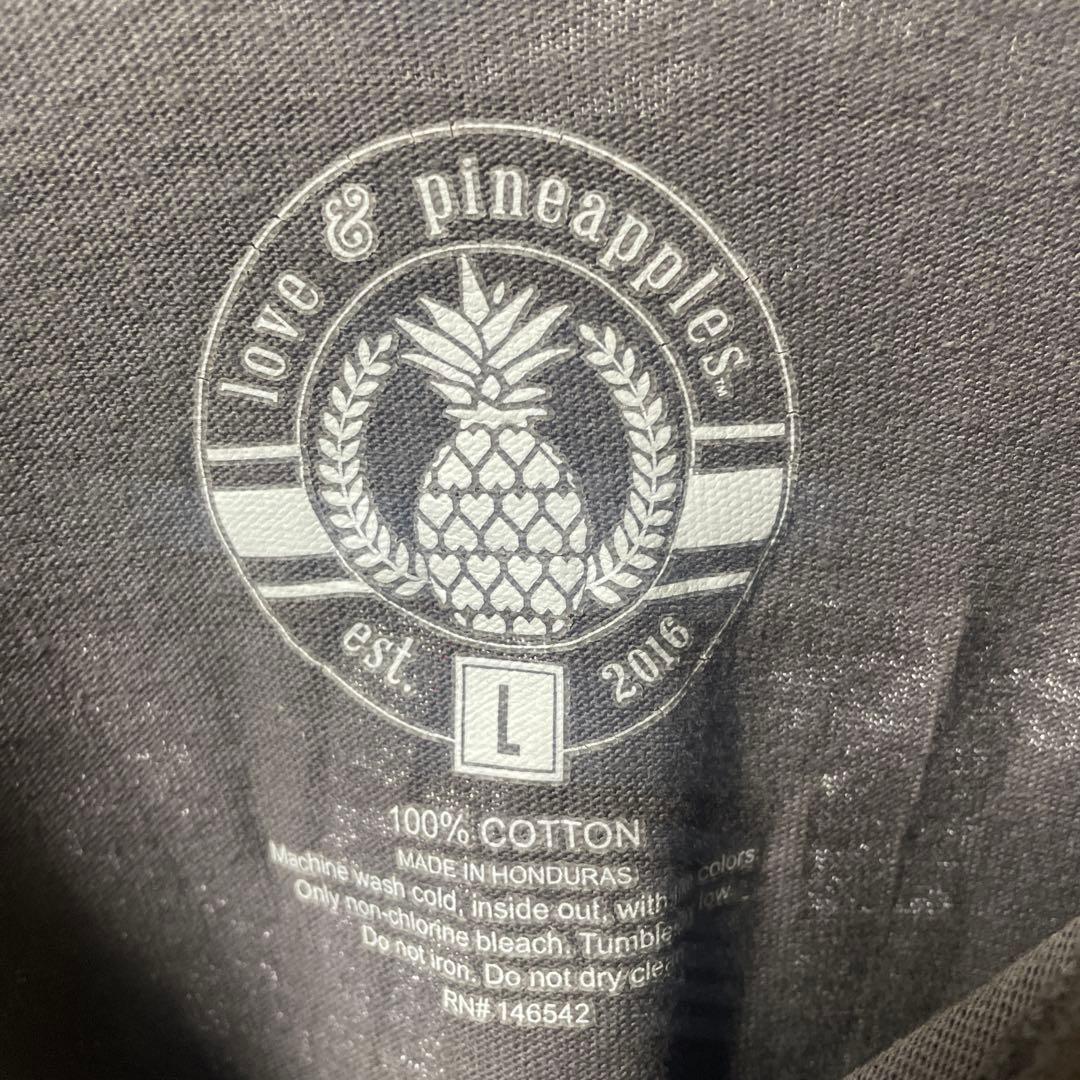 love & pineapples™
est. 2016
L
100% COTTON
MADE IN HONDURAS
Machine wash cold, inside out, with colors
Only non-chlorine bleach. Tumble low.
Do not iron. Do not dry clean
RN# 146542